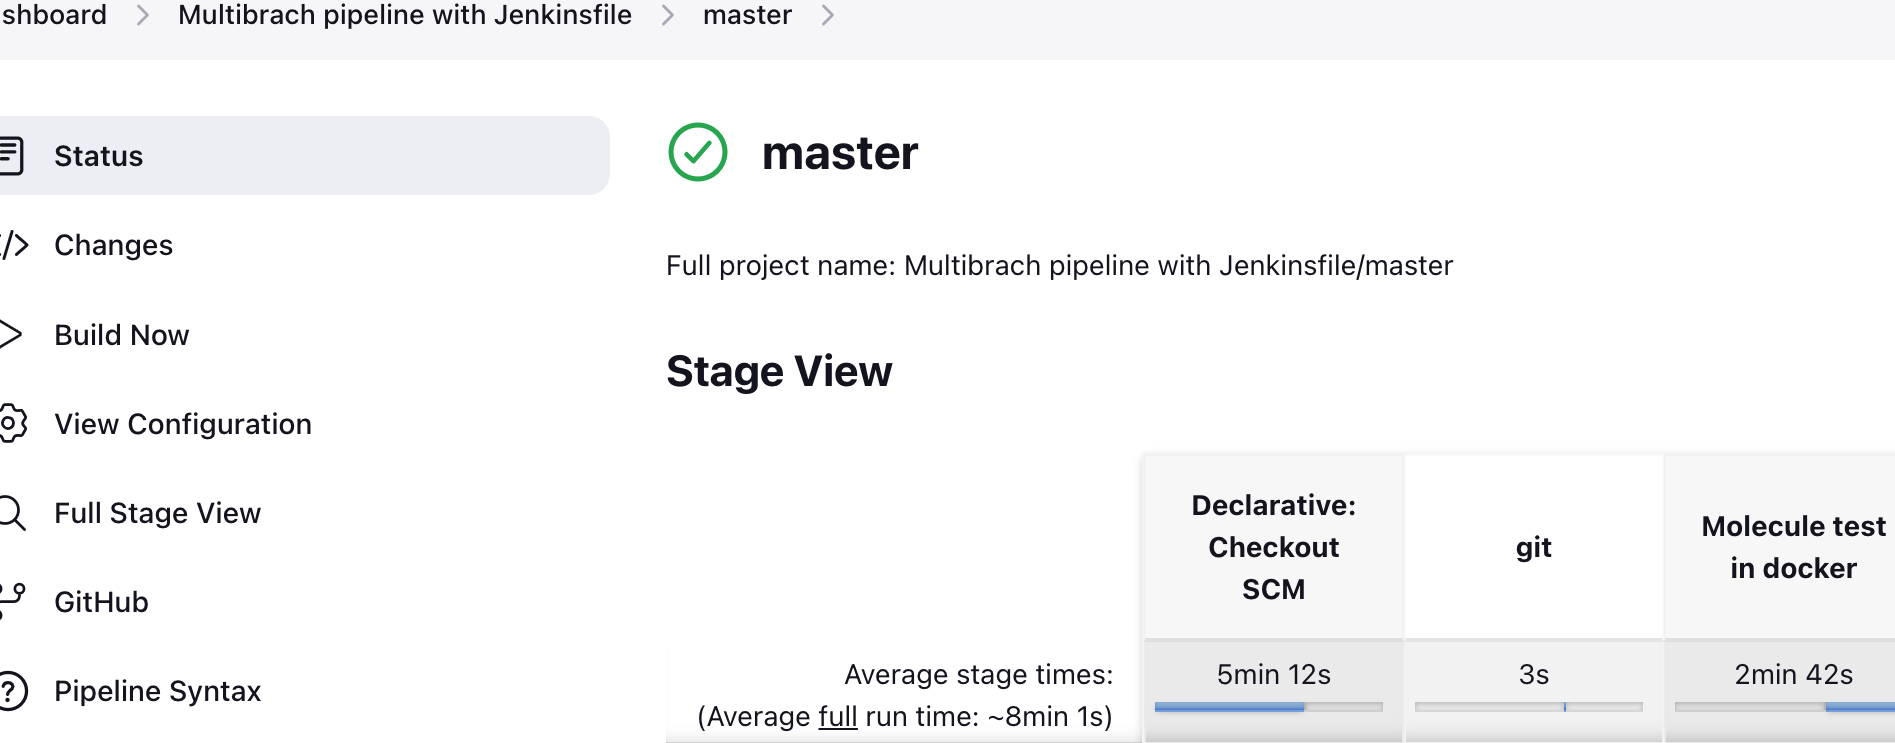 shboard > Multibrach pipeline with Jenkinsfile > master >
Status
Changes
Build Now
View Configuration
Full Stage View
GitHub
Pipeline Syntax
master
Full project name: Multibrach pipeline with Jenkinsfile/master
Stage View
Declarative:
Checkout
SCM
git
Molecule test
in docker
Average stage times:
(Average full run time: ~8min 1s)
5min 12s
3s
2min 42s